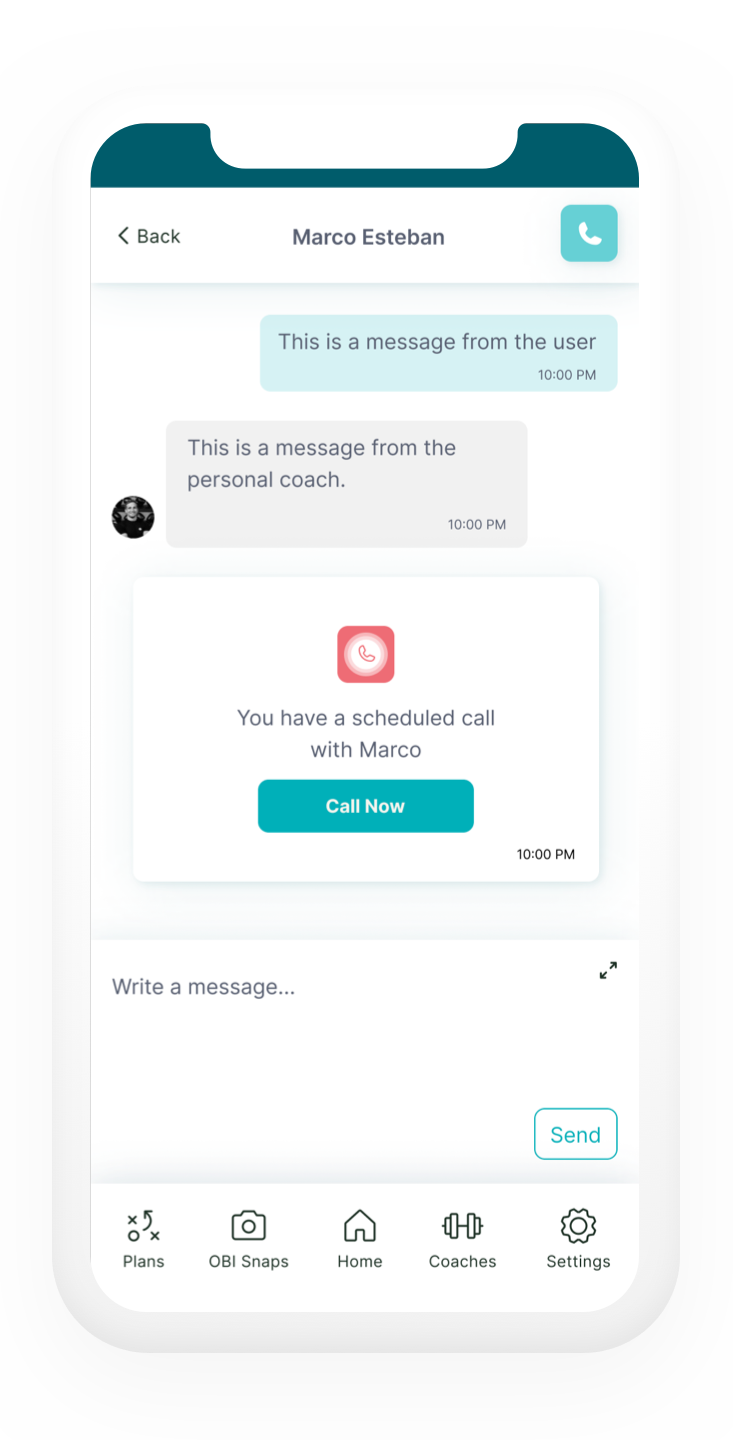 Back
Marco Esteban
This is a message from the user
10:00 PM
This is a message from the
personal coach.
10:00 PM
You have a scheduled call
with Marco
Call Now
10:00 PM
Write a message...
Send
Plans
OBI Snaps
Home
Coaches
Settings